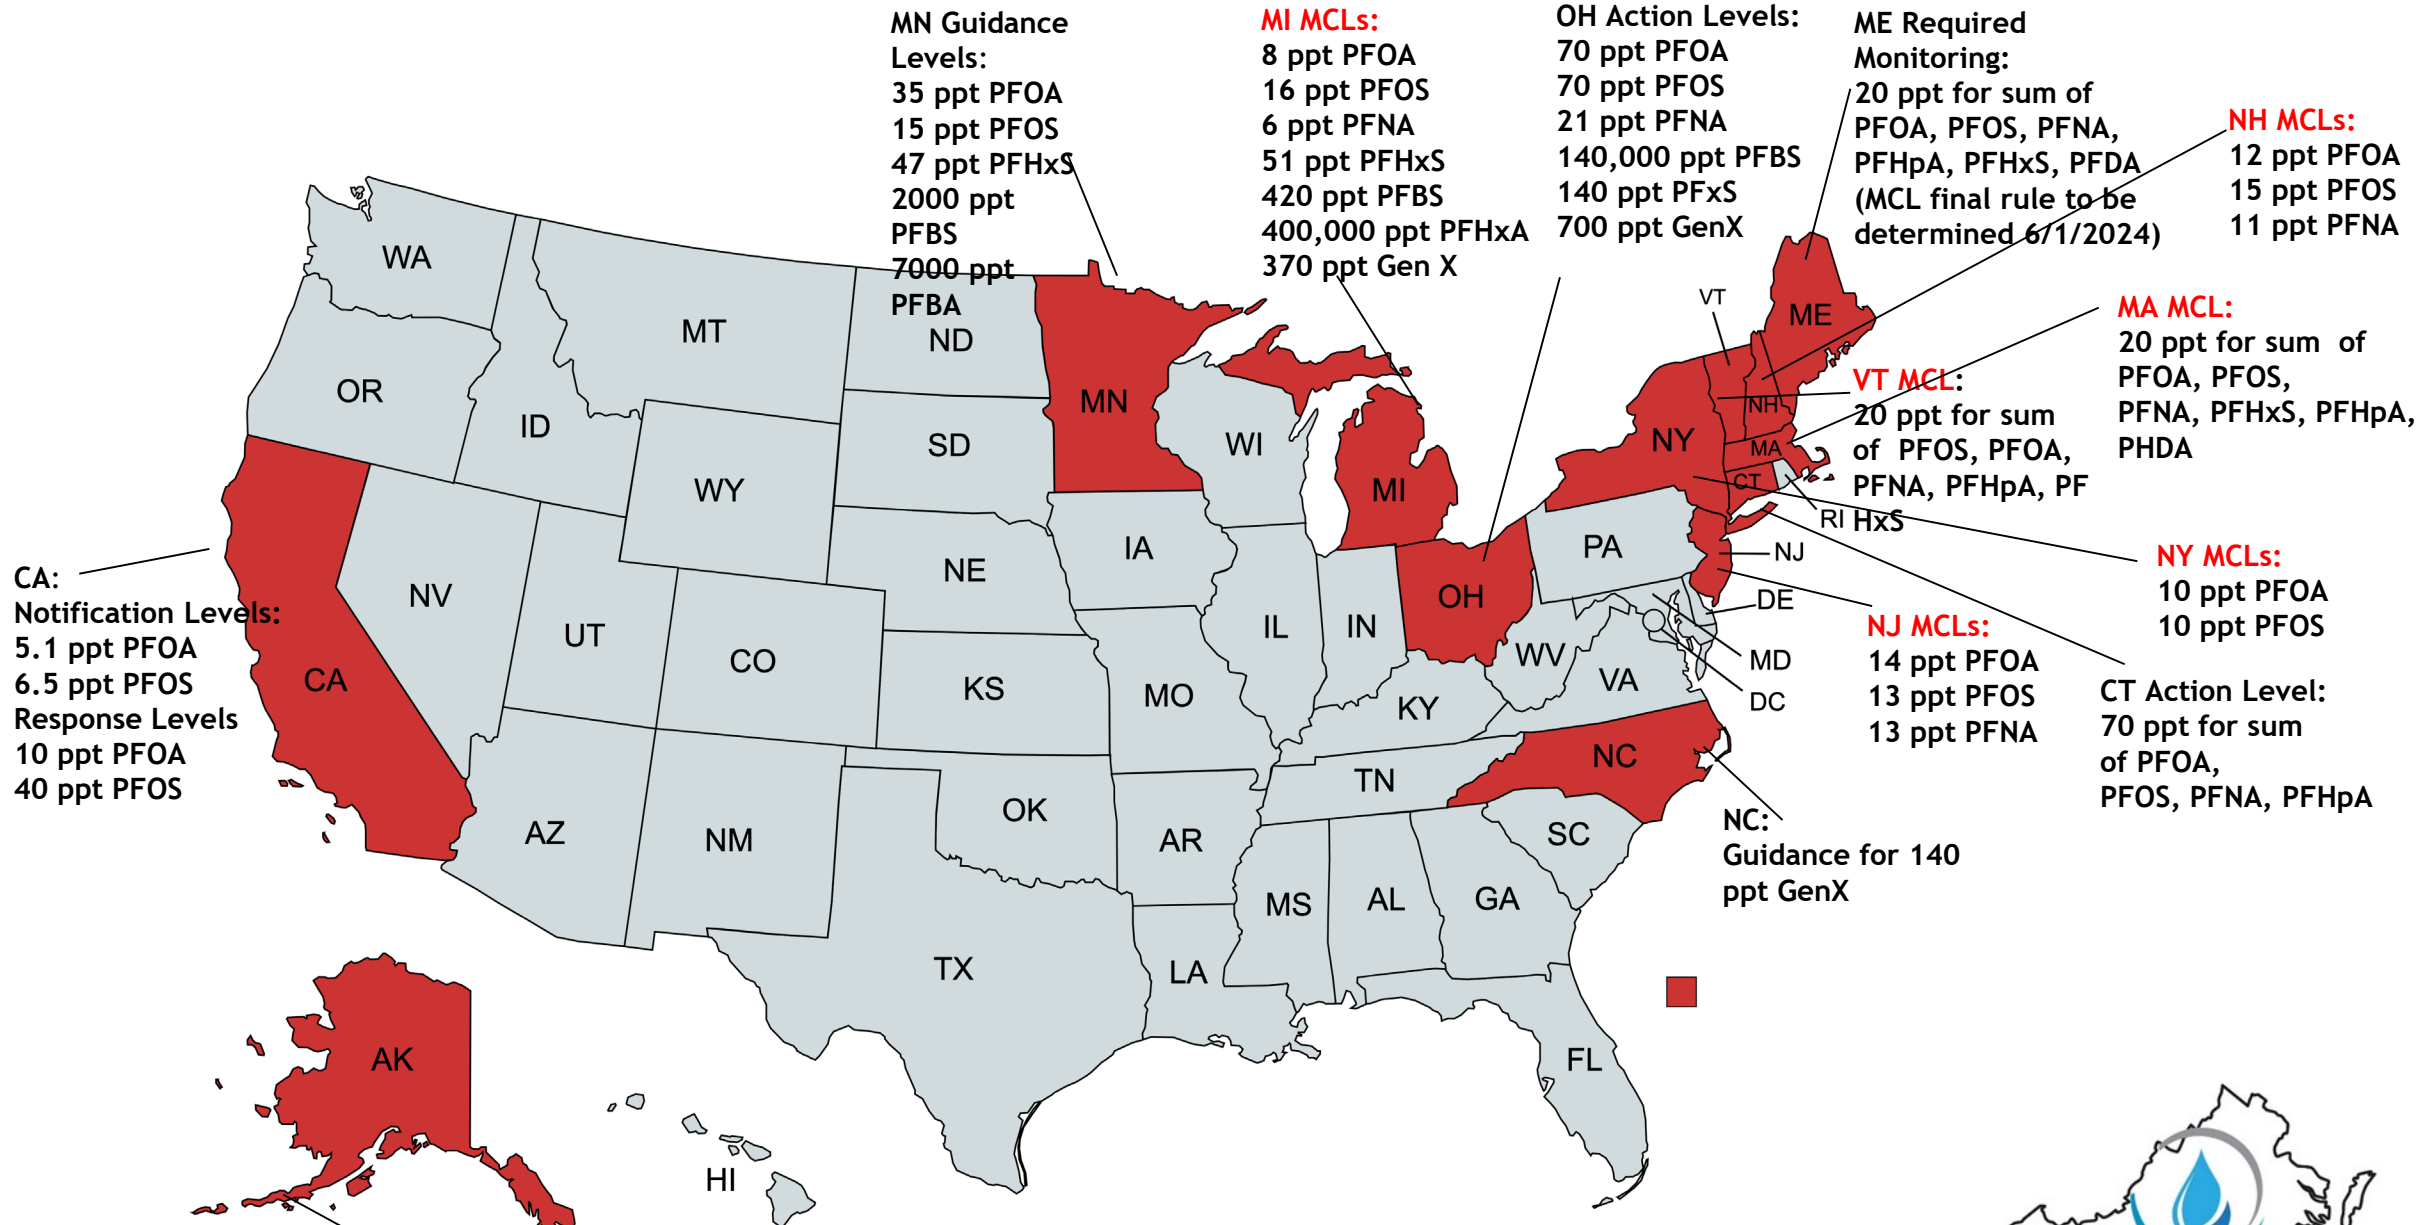 MN Guidance
Levels:
35 ppt PFOA
15 ppt PFOS
47 ppt PFHxS
2000 ppt
PFBS
7000 ppt
PFBA
MI MCLs:
8 ppt PFOA
16 ppt PFOS
6 ppt PFNA
51 ppt PFHxS
420 ppt PFBS
400,000 ppt PFHxA
370 ppt Gen X
OH Action Levels:
70 ppt PFOA
70 ppt PFOS
21 ppt PFNA
140,000 ppt PFBS
140 ppt PFxS
700 ppt GenX
ME Required
Monitoring:
20 ppt for sum of
PFOA, PFOS, PFNA,
PFHpA, PFHxS, PFDA
(MCL final rule to be
determined 6/1/2024)
NH MCLs:
12 ppt PFOA
15 ppt PFOS
11 ppt PFNA
MA MCL:
20 ppt for sum  of
PFOA, PFOS,
PFNA, PFHxS, PFHpA,
PHDA
VT MCL:
20 ppt for sum
of  PFOS, PFOA,
PFNA, PFHpA, PF
HxS
NY MCLs:
10 ppt PFOA
10 ppt PFOS
NJ MCLs:
14 ppt PFOA
13 ppt PFOS
13 ppt PFNA
CT Action Level:
70 ppt for sum
of PFOA,
PFOS, PFNA, PFHpA
NC:
Guidance for 140
ppt GenX
CA:
Notification Levels:
5.1 ppt PFOA
6.5 ppt PFOS
Response Levels
10 ppt PFOA
40 ppt PFOS
WA
OR
ID
MT
ND
MN
SD
WY
WI
MI
NY
VT
ME
NH
MA
CT
RI
NJ
PA
DE
MD
DC
NV
UT
CO
NE
IA
IL
IN
OH
WV
VA
CA
KS
MO
KY
NC
TN
AZ
NM
OK
AR
SC
MS
AL
GA
TX
LA
FL
AK
HI